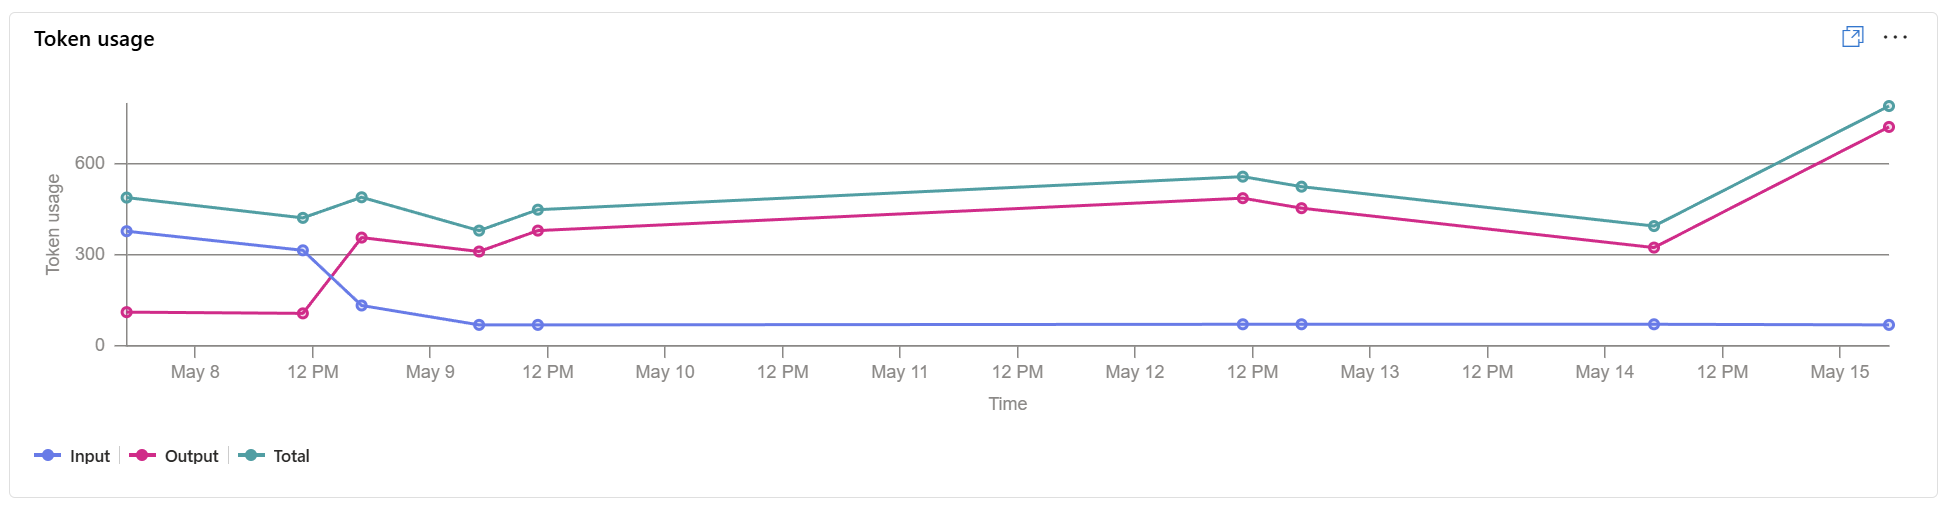 Token usage
600
300
0
Token usage
May 8 12 PM May 9 12 PM May 10 12 PM May 11 12 PM May 12 12 PM May 13 12 PM May 14 12 PM May 15
Time
Input Output Total